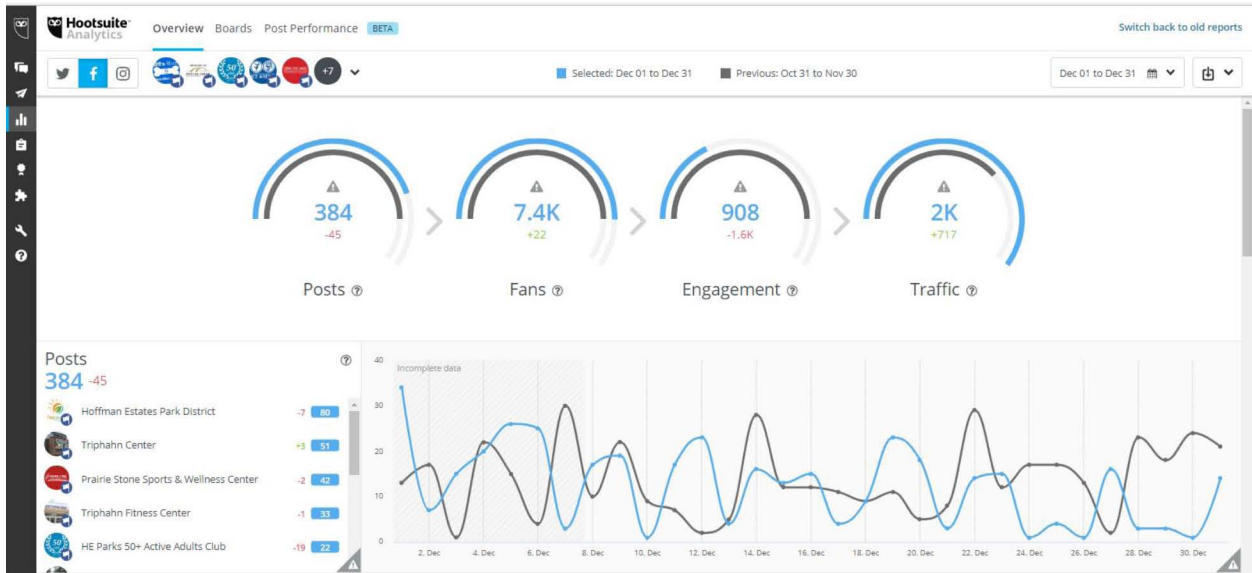 Hootsuite™
Analytics
Overview Boards Post Performance BETA
Switch back to old reports
50+
+7
Selected: Dec 01 to Dec 31
Previous: Oct 31 to Nov 30
Dec 01 to Dec 31
384
-45
Posts
7.4K
+22
Fans
908
-1.6K
Engagement
2K
+717
Traffic
Posts
384 -45
Hoffman Estates Park District -7 80
Triphahn Center +3 51
Prairie Stone Sports & Wellness Center -2 42
Triphahn Fitness Center -1 33
HE Parks 50+ Active Adults Club -19 22
Incomplete data
40
30
20
10
0
2. Dec 4. Dec 6. Dec 8. Dec 10. Dec 12. Dec 14. Dec 16. Dec 18. Dec 20. Dec 22. Dec 24. Dec 26. Dec 28. Dec 30. Dec